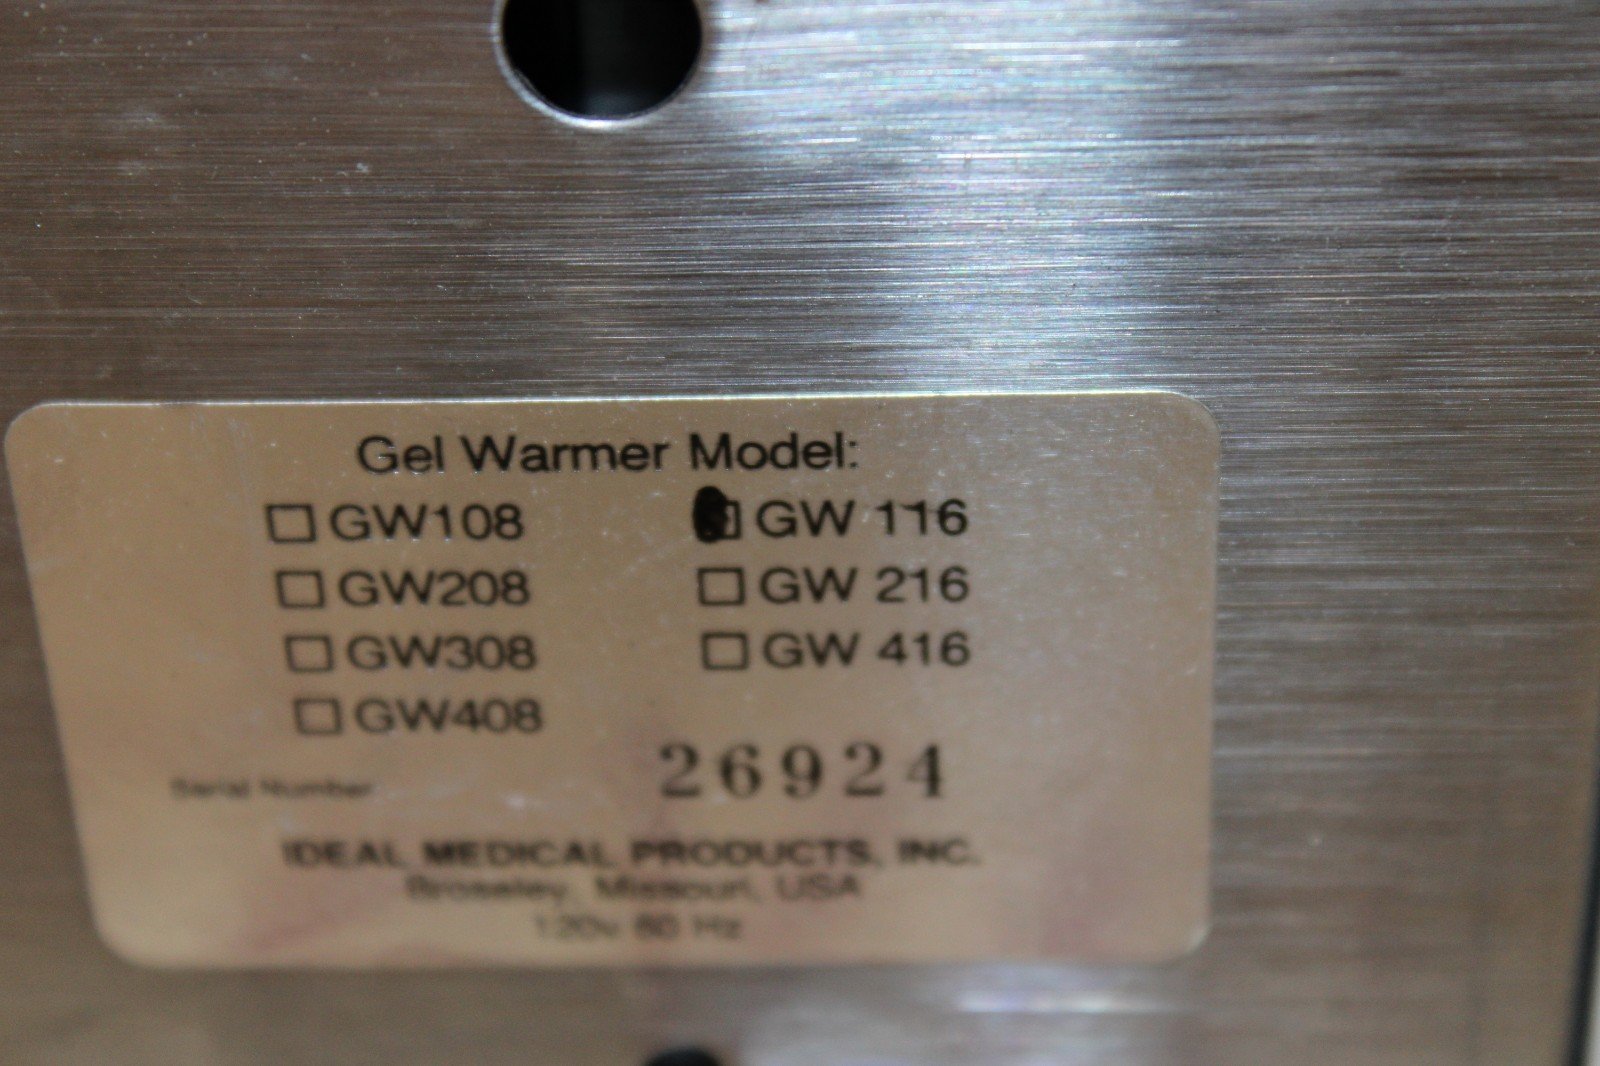 Gel Warmer Model:
GW108 GW 116
GW208 GW 216
GW308 GW 416
GW408
Serial Number 26924
IDEAL MEDICAL PRODUCTS, INC.
Broseley, Missouri, USA
120v 60 Hz